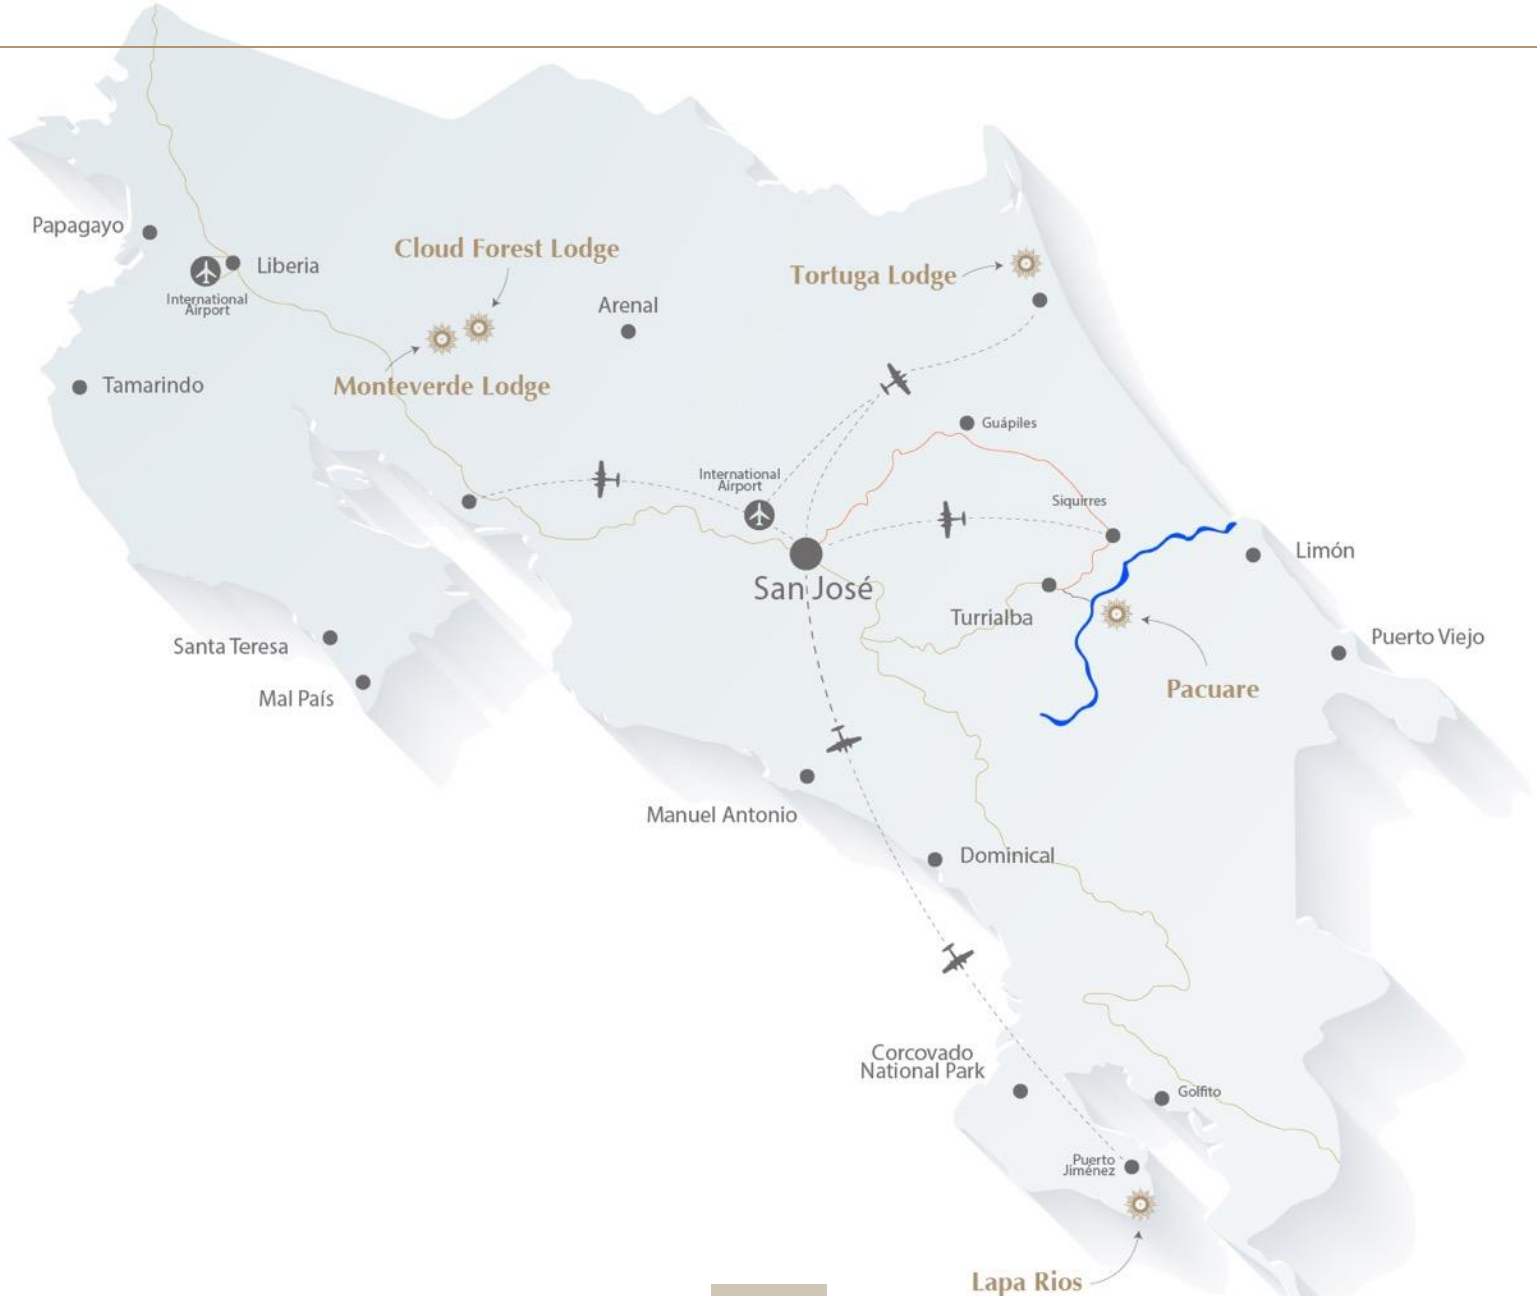 Papagayo
Cloud Forest Lodge
Liberia
Tortuga Lodge
International
Airport
Arenal
Tamarindo
Monteverde Lodge
Guápiles
International
Airport
Siquirres
Limón
San José
Turrialba
Puerto Viejo
Santa Teresa
Pacuare
Mal País
Manuel Antonio
Dominical
Corcovado
National Park
Golfito
Puerto
Jiménez
Lapa Rios